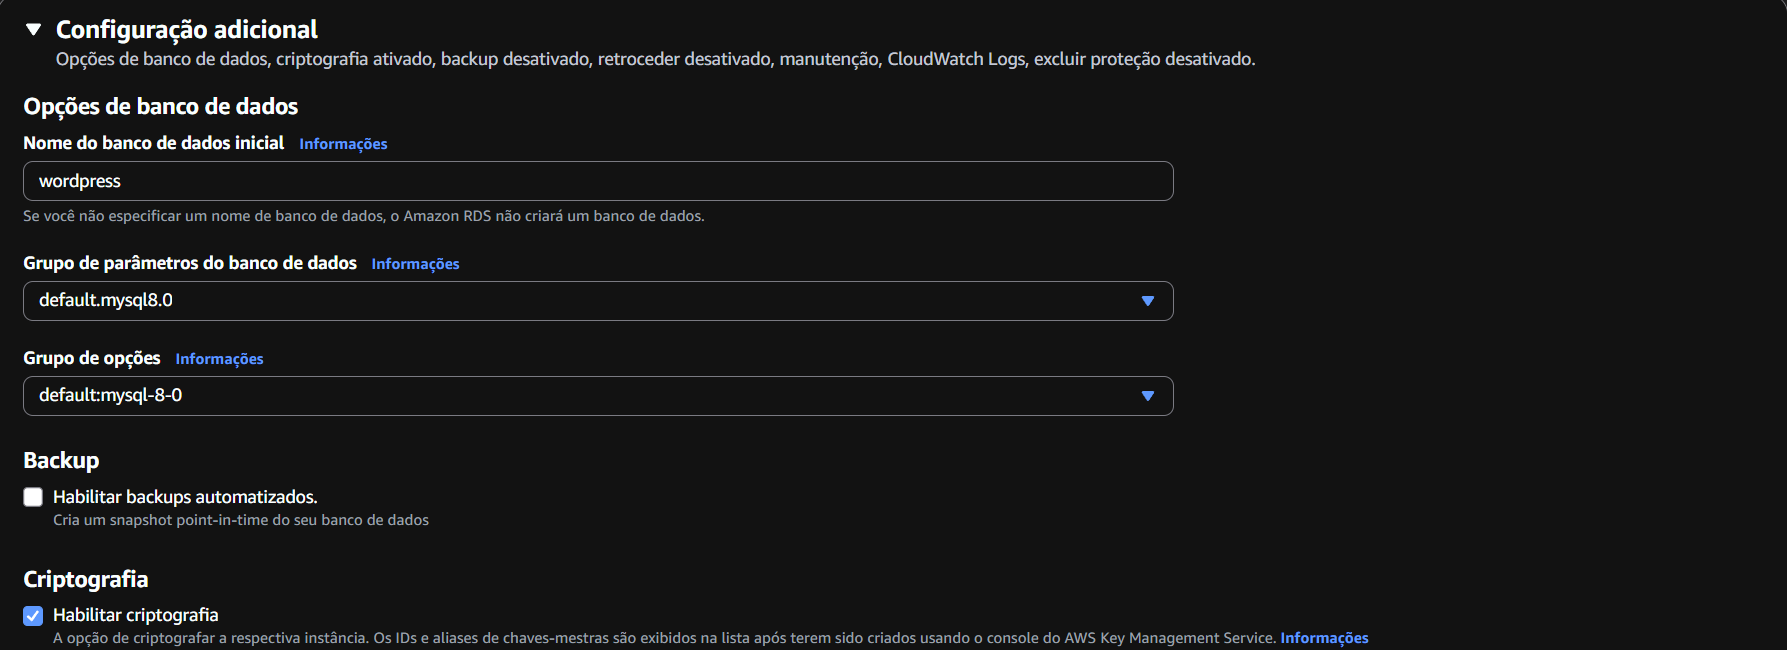 Configuração adicional
Opções de banco de dados, criptografia ativado, backup desativado, retroceder desativado, manutenção, CloudWatch Logs, excluir proteção desativado.
Opções de banco de dados
Nome do banco de dados inicial Informações
wordpress
Se você não especificar um nome de banco de dados, o Amazon RDS não criará um banco de dados.
Grupo de parâmetros do banco de dados Informações
default.mysql8.0
Grupo de opções Informações
default:mysql-8-0
Backup
Habilitar backups automatizados.
Cria um snapshot point-in-time do seu banco de dados
Criptografia
Habilitar criptografia
A opção de criptografar a respectiva instância. Os IDs e aliases de chaves-mestras são exibidos na lista após terem sido criados usando o console do AWS Key Management Service. Informações